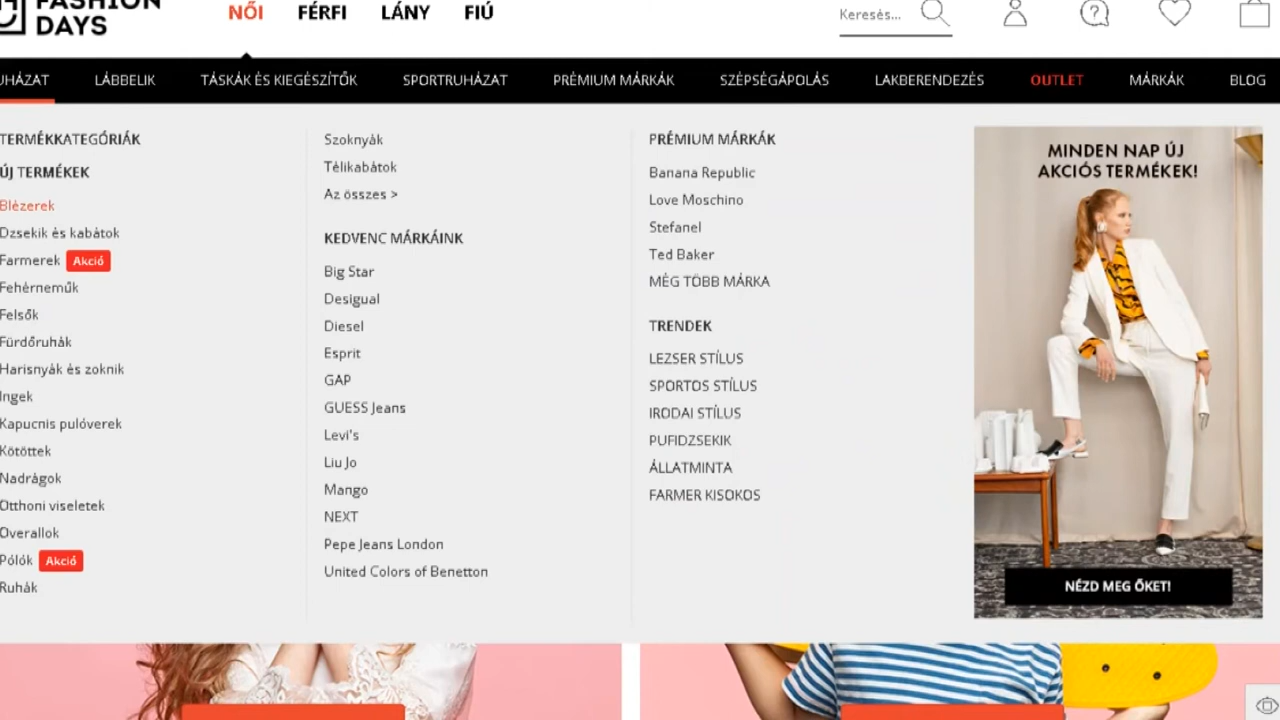 FASHION
DAYS
NŐI
FÉRFI
LÁNY
FIÚ
Keresés...
UHÁZAT
LÁBBELIK
TÁSKÁK ÉS KIEGÉSZÍTŐK
SPORTRUHÁZAT
PRÉMIUM MÁRKÁK
SZÉPSÉGÁPOLÁS
LAKBERENDEZÉS
OUTLET
MÁRKÁK
BLOG
TERMÉKKATEGÓRIÁK
ÚJ TERMÉKEK
Blézerek
Dzsekik és kabátok
Farmerek Akció
Fehérneműk
Felsők
Fürdőruhák
Harisnyák és zoknik
Ingek
Kapucnis pulóverek
Kötöttek
Nadrágok
Otthoni viseletek
Overallok
Pólók Akció
Ruhák
Szoknyák
Télikabátok
Az összes >
KEDVENC MÁRKÁINK
Big Star
Desigual
Diesel
Esprit
GAP
GUESS Jeans
Levi's
Liu Jo
Mango
NEXT
Pepe Jeans London
United Colors of Benetton
PRÉMIUM MÁRKÁK
Banana Republic
Love Moschino
Stefanel
Ted Baker
MÉG TÖBB MÁRKA
TRENDEK
LEZSER STÍLUS
SPORTOS STÍLUS
IRODAI STÍLUS
PUFIDZSEKIK
ÁLLATMINTA
FARMER KISOKOS
MINDEN NAP ÚJ
AKCIÓS TERMÉKEK!
NÉZD MEG ŐKET!